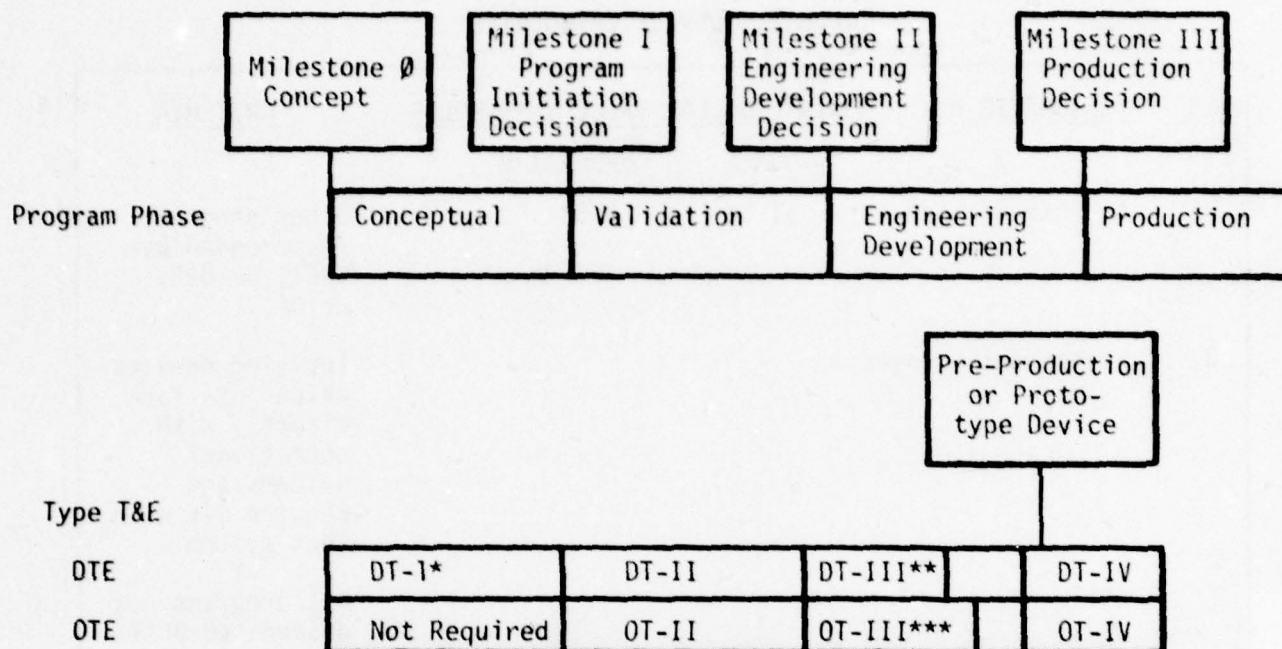 Milestone Ø
Concept
Milestone I
Program
Initiation
Decision
Milestone II
Engineering
Development
Decision
Milestone III
Production
Decision
Program Phase
Conceptual
Validation
Engineering
Development
Production
Pre-Production
or Proto-
type Device
Type T&E
OTE
DT-1*
DT-II
DT-III**
DT-IV
OTE
Not Required
OT-II
OT-III***
OT-IV